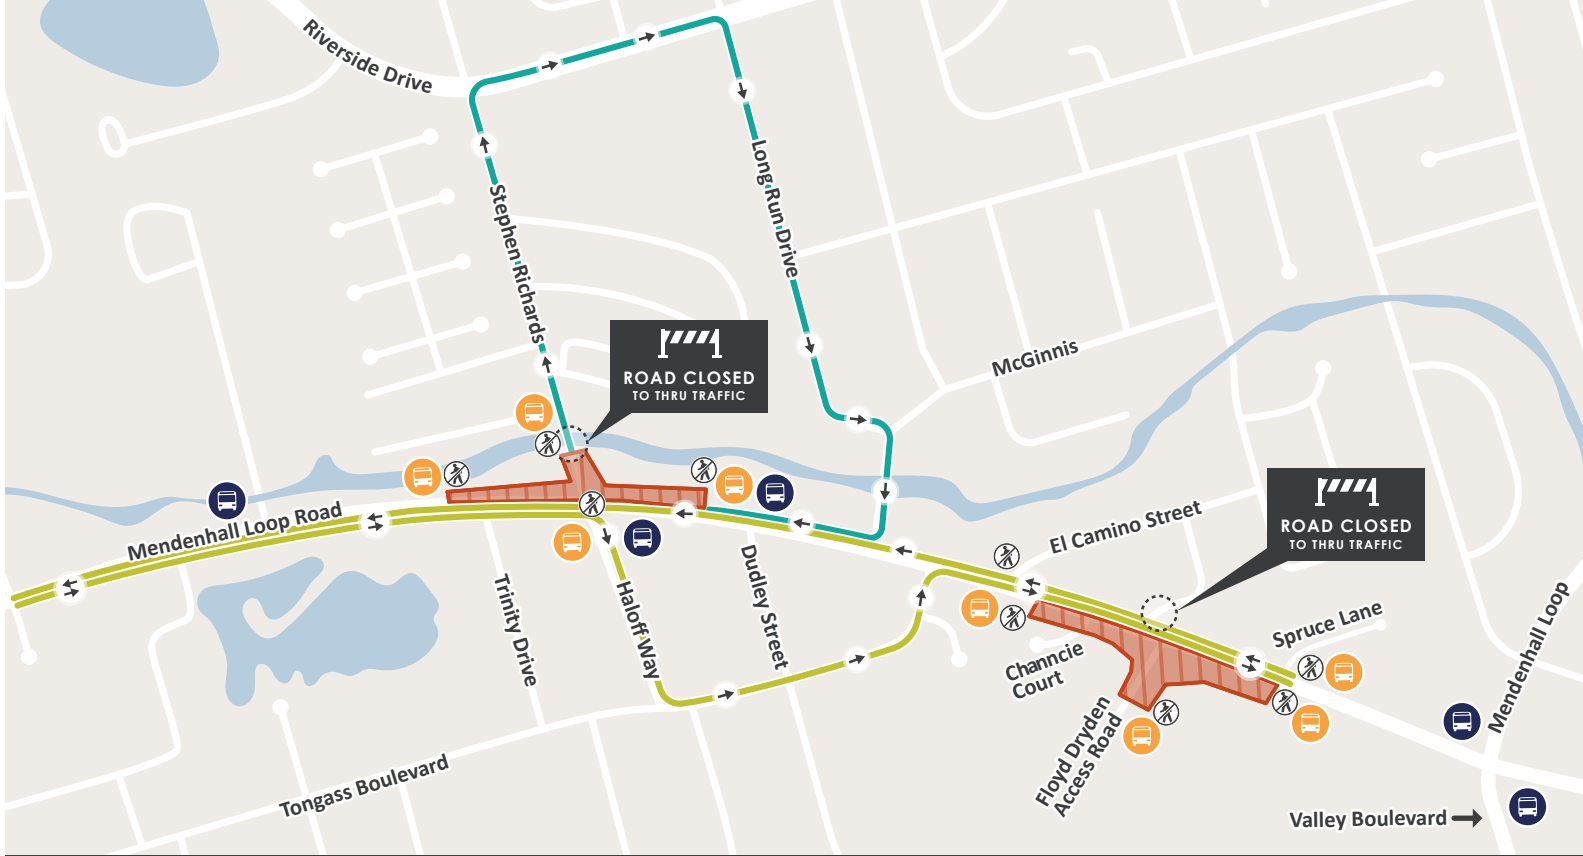 Riverside Drive
Stephen Richards
Long Run Drive
ROAD CLOSED
TO THRU TRAFFIC
McGinnis
Mendenhall Loop Road
El Camino Street
ROAD CLOSED
TO THRU TRAFFIC
Trinity Drive
Haloff Way
Dudley Street
Channcie
Court
Spruce Lane
Mendenhall Loop
Floyd Dryden
Access Road
Tongass Boulevard
Valley Boulevard